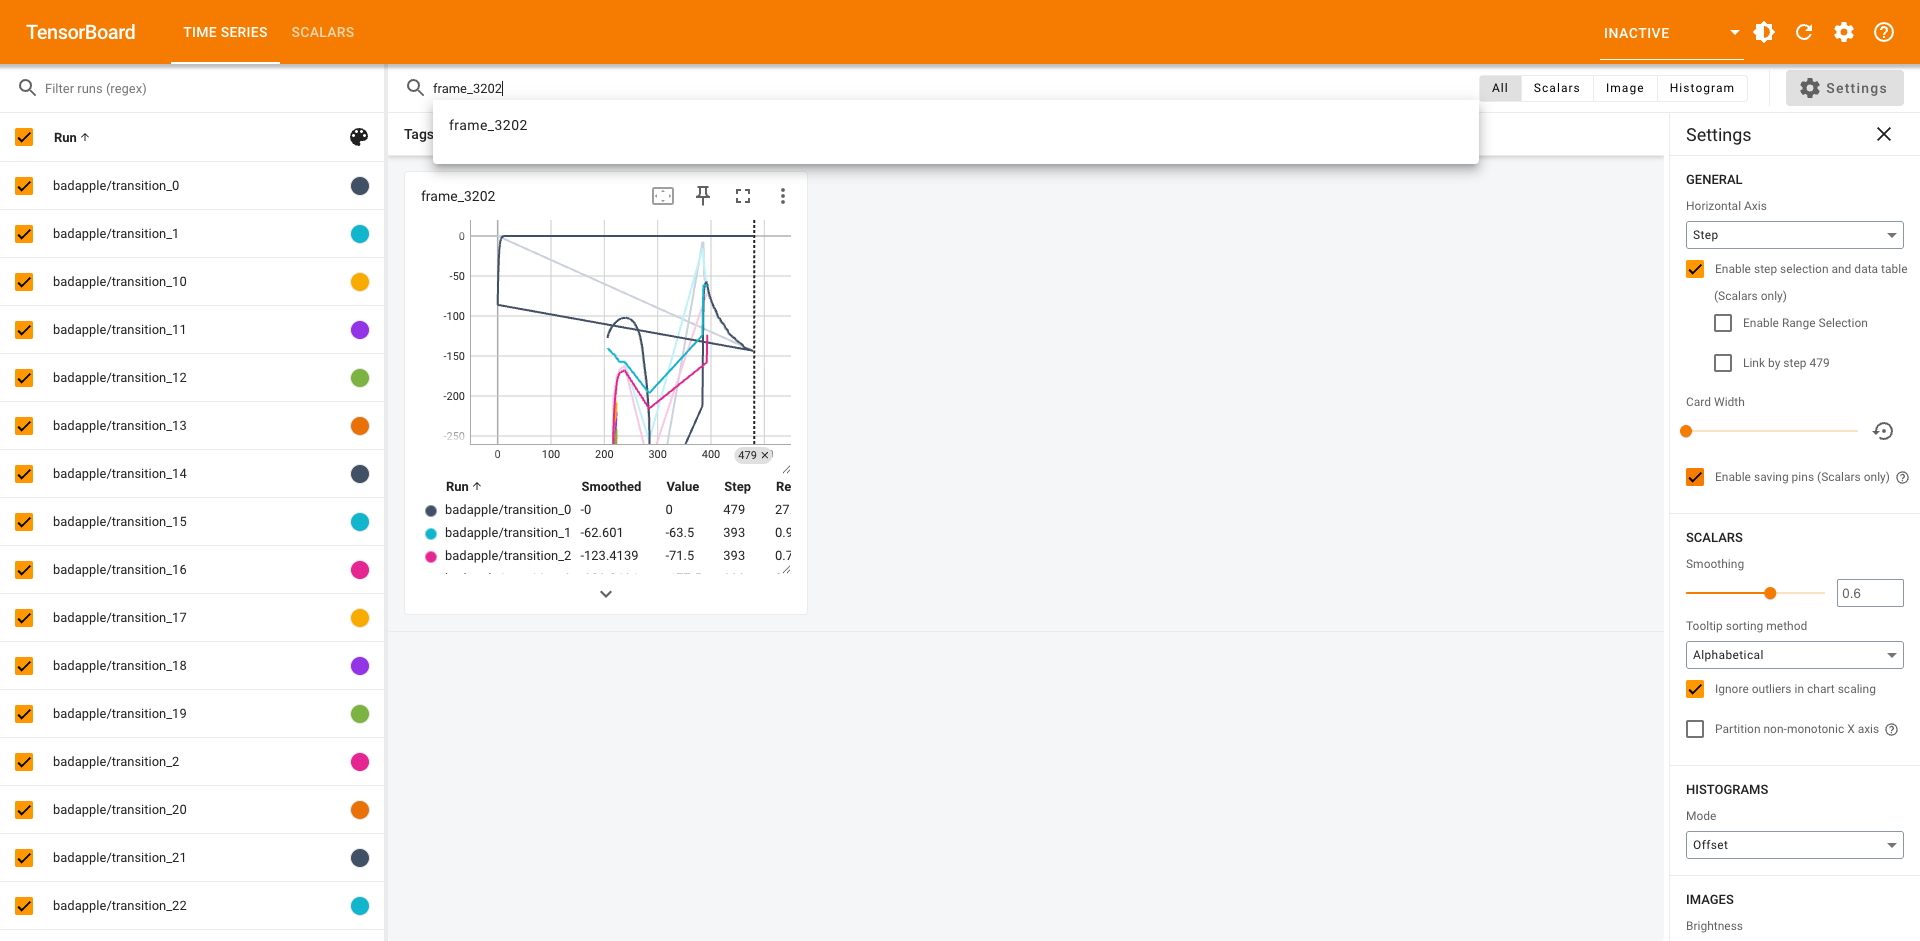 TensorBoard TIME SERIES SCALARS INACTIVE
Filter runs (regex)
Run
badapple/transition_0
badapple/transition_1
badapple/transition_10
badapple/transition_11
badapple/transition_12
badapple/transition_13
badapple/transition_14
badapple/transition_15
badapple/transition_16
badapple/transition_17
badapple/transition_18
badapple/transition_19
badapple/transition_2
badapple/transition_20
badapple/transition_21
badapple/transition_22
frame_3202
All Scalars Image Histogram Settings
frame_3202
Tags
frame_3202
0
-50
-100
-150
-200
-250
0 100 200 300 400 479
Run Smoothed Value Step Re
badapple/transition_0 -0 0 479 27.
badapple/transition_1 -62.601 -63.5 393 0.9
badapple/transition_2 -123.4139 -71.5 393 0.7
Settings
GENERAL
Horizontal Axis
Step
Enable step selection and data table
(Scalars only)
Enable Range Selection
Link by step 479
Card Width
Enable saving pins (Scalars only)
SCALARS
Smoothing
0.6
Tooltip sorting method
Alphabetical
Ignore outliers in chart scaling
Partition non-monotonic X axis
HISTOGRAMS
Mode
Offset
IMAGES
Brightness